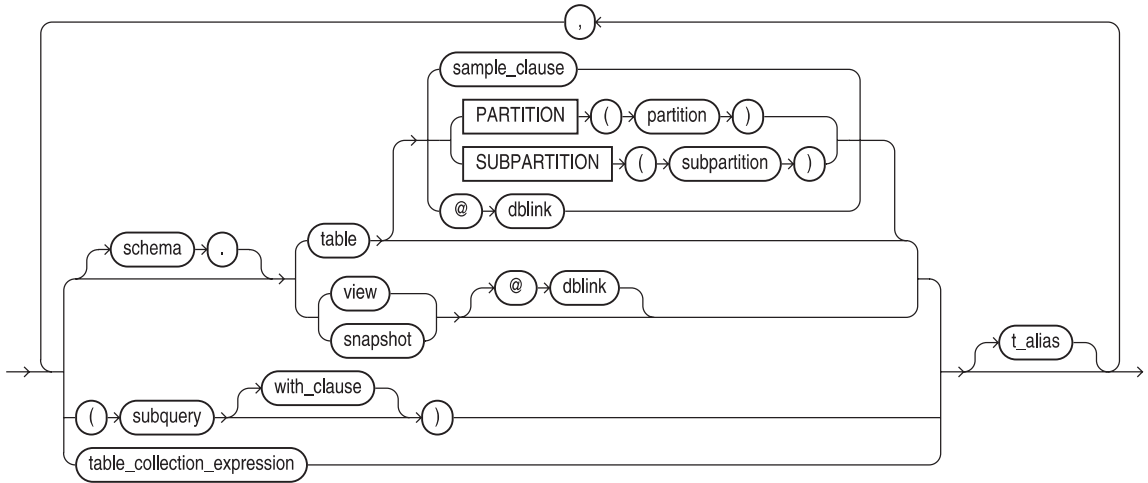 ,
sample_clause
PARTITION ( partition )
SUBPARTITION ( subpartition )
@ dblink
table
schema .
view @ dblink
snapshot
t_alias
with_clause
( subquery )
table_collection_expression